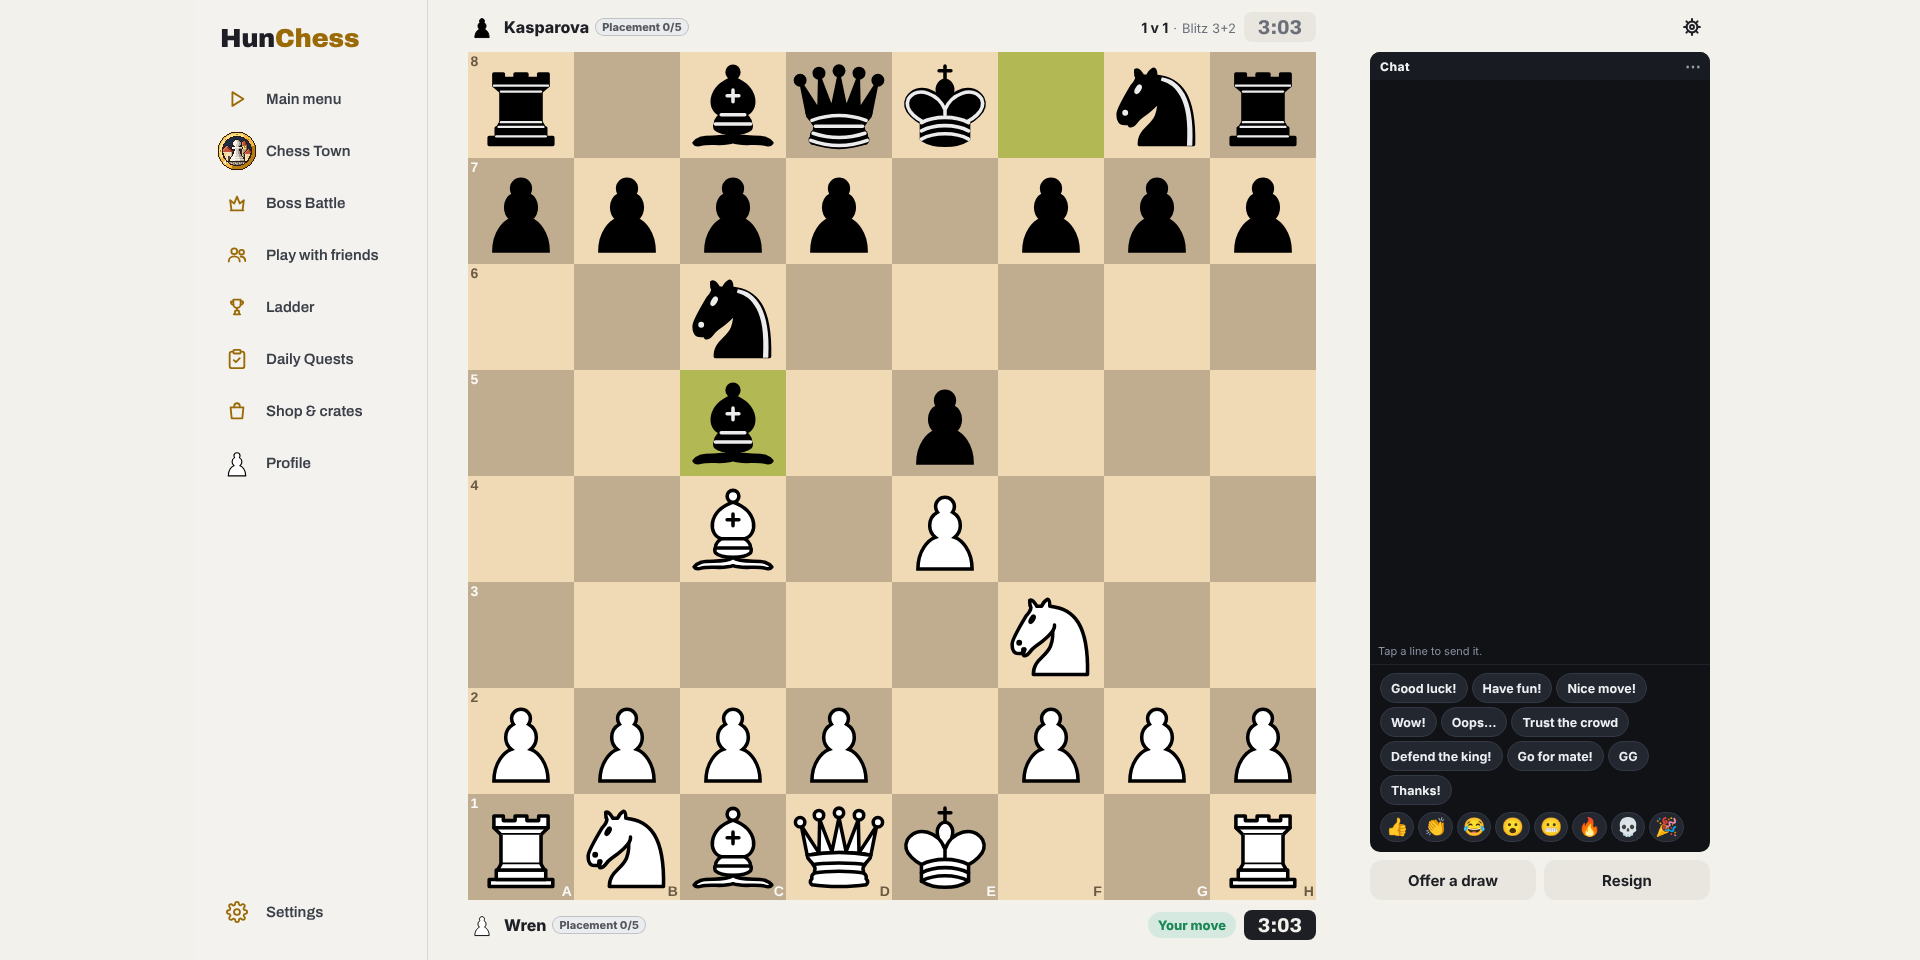 HunChess
Main menu
Chess Town
Boss Battle
Play with friends
Ladder
Daily Quests
Shop & crates
Profile
Settings
Kasparova Placement 0/5
1 v 1 · Blitz 3+2 3:03
8
7
6
5
4
3
2
1
A B C D E F G H
Wren Placement 0/5
Your move 3:03
Chat
Tap a line to send it.
Good luck! Have fun! Nice move!
Wow! Oops... Trust the crowd
Defend the king! Go for mate! GG
Thanks!
Offer a draw Resign